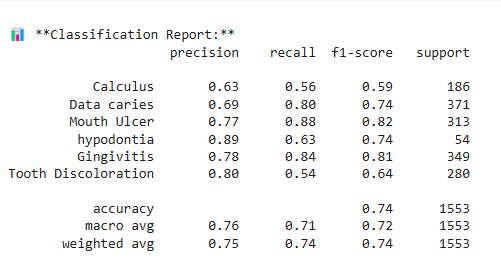 📊 **Classification Report:**
precision recall f1-score support
Calculus 0.63 0.56 0.59 186
Data caries 0.69 0.80 0.74 371
Mouth Ulcer 0.77 0.88 0.82 313
hypodontia 0.89 0.63 0.74 54
Gingivitis 0.78 0.84 0.81 349
Tooth Discoloration 0.80 0.54 0.64 280
accuracy 0.74 1553
macro avg 0.76 0.71 0.72 1553
weighted avg 0.75 0.74 0.74 1553